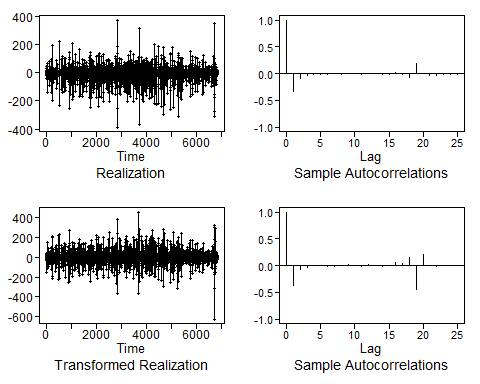 400
200
0
-200
-400
0 2000 4000 6000
Time
Realization
1.0
0.5
0.0
-0.5
-1.0
0 5 10 15 20 25
Lag
Sample Autocorrelations
400
200
0
-200
-400
-600
0 2000 4000 6000
Time
Transformed Realization
1.0
0.5
0.0
-0.5
-1.0
0 5 10 15 20 25
Lag
Sample Autocorrelations